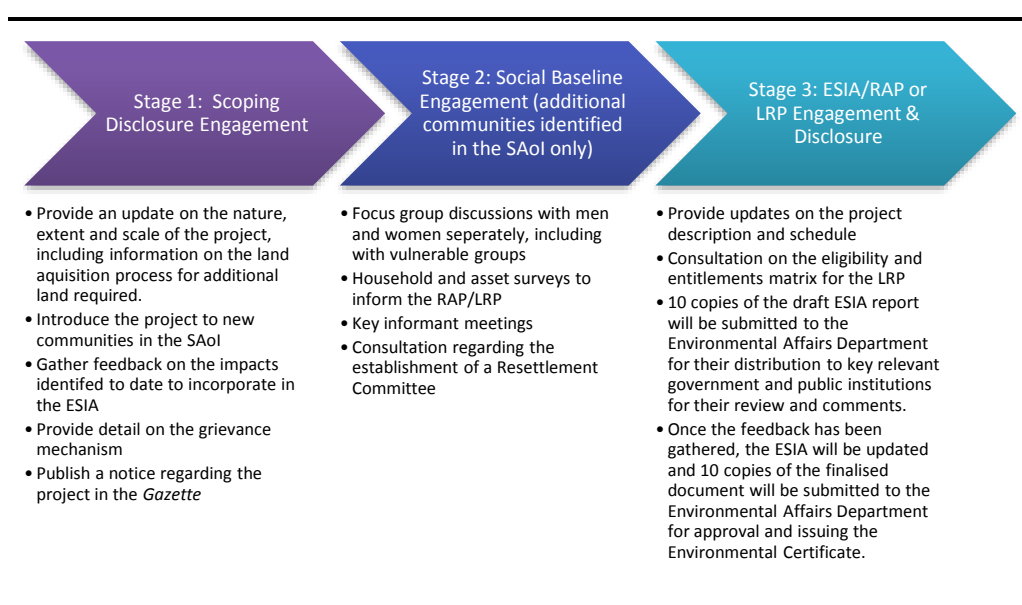 Stage 1: Scoping
Disclosure Engagement
Stage 2: Social Baseline
Engagement (additional
communities identified
in the SAoI only)
Stage 3: ESIA/RAP or
LRP Engagement &
Disclosure
• Provide an update on the nature,
extent and scale of the project,
including information on the land
aquisition process for additional
land required.
• Introduce the project to new
communities in the SAoI
• Gather feedback on the impacts
identifed to date to incorporate in
the ESIA
• Provide detail on the grievance
mechanism
• Publish a notice regarding the
project in the Gazette
• Focus group discussions with men
and women seperately, including
with vulnerable groups
• Household and asset surveys to
inform the RAP/LRP
• Key informant meetings
• Consultation regarding the
establishment of a Resettlement
Committee
• Provide updates on the project
description and schedule
• Consultation on the eligibility and
entitlements matrix for the LRP
• 10 copies of the draft ESIA report
will be submitted to the
Environmental Affairs Department
for their distribution to key relevant
government and public institutions
for their review and comments.
• Once the feedback has been
gathered, the ESIA will be updated
and 10 copies of the finalised
document will be submitted to the
Environmental Affairs Department
for approval and issuing the
Environmental Certificate.